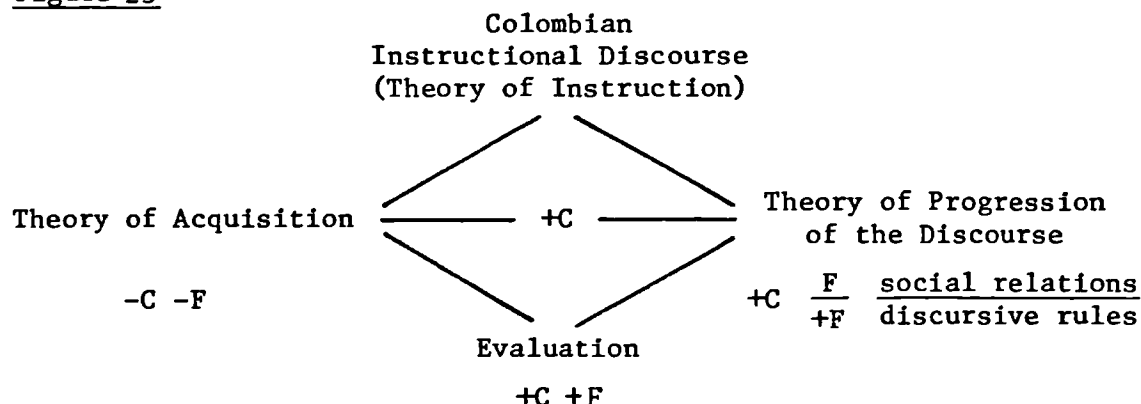 Colombian
Instructional Discourse
(Theory of Instruction)
Theory of Acquisition
+C
Theory of Progression
of the Discourse
-C -F
+C F social relations
+F discursive rules
Evaluation
+C +F